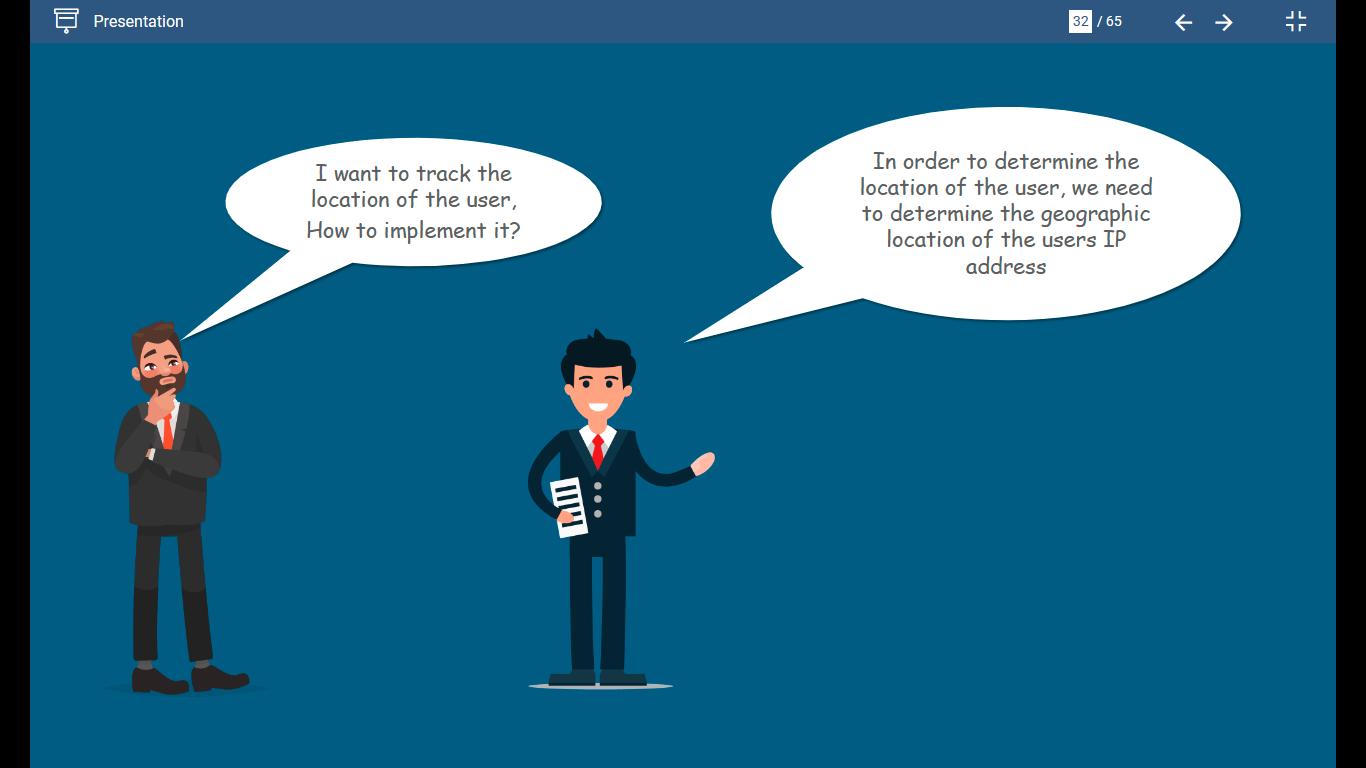 Presentation
32 / 65
I want to track the
location of the user,
How to implement it?
In order to determine the
location of the user, we need
to determine the geographic
location of the users IP
address